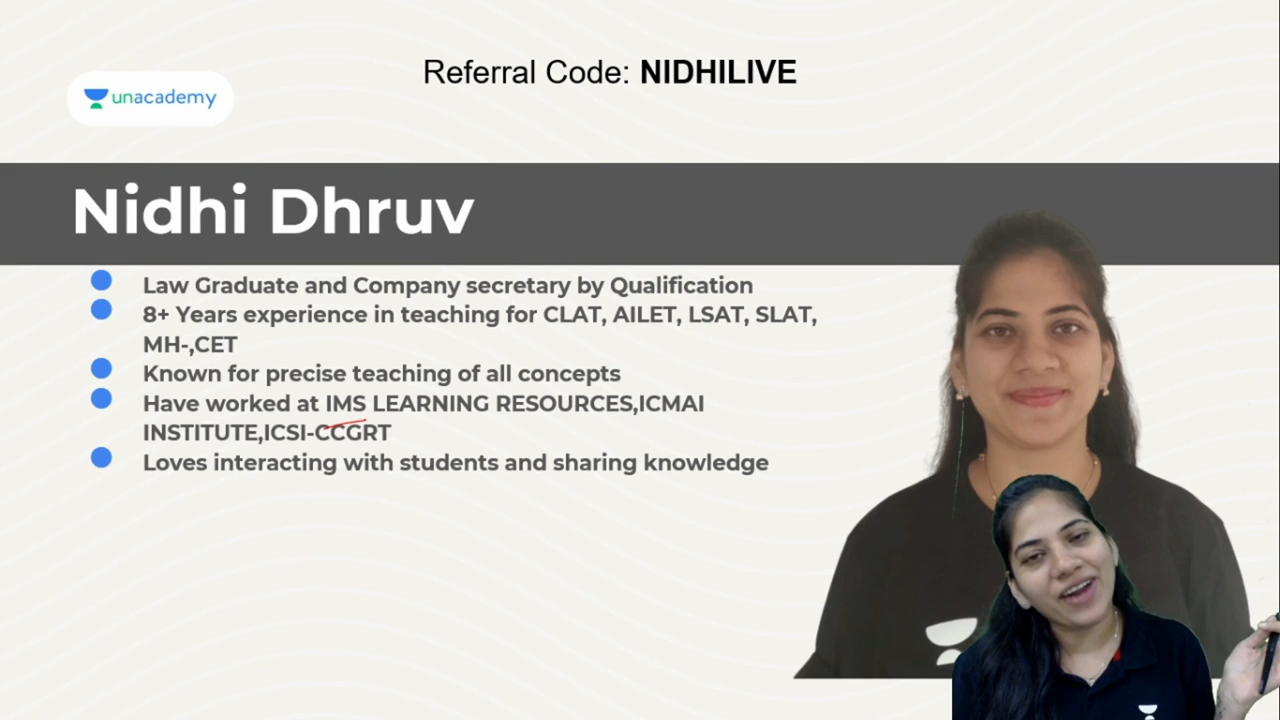 Referral Code: NIDHILIVE
unacademy
Nidhi Dhruv
Law Graduate and Company secretary by Qualification
8+ Years experience in teaching for CLAT, AILET, LSAT, SLAT,
MH-,CET
Known for precise teaching of all concepts
Have worked at IMS LEARNING RESOURCES,ICMAI
INSTITUTE,ICSI-CCGRT
Loves interacting with students and sharing knowledge